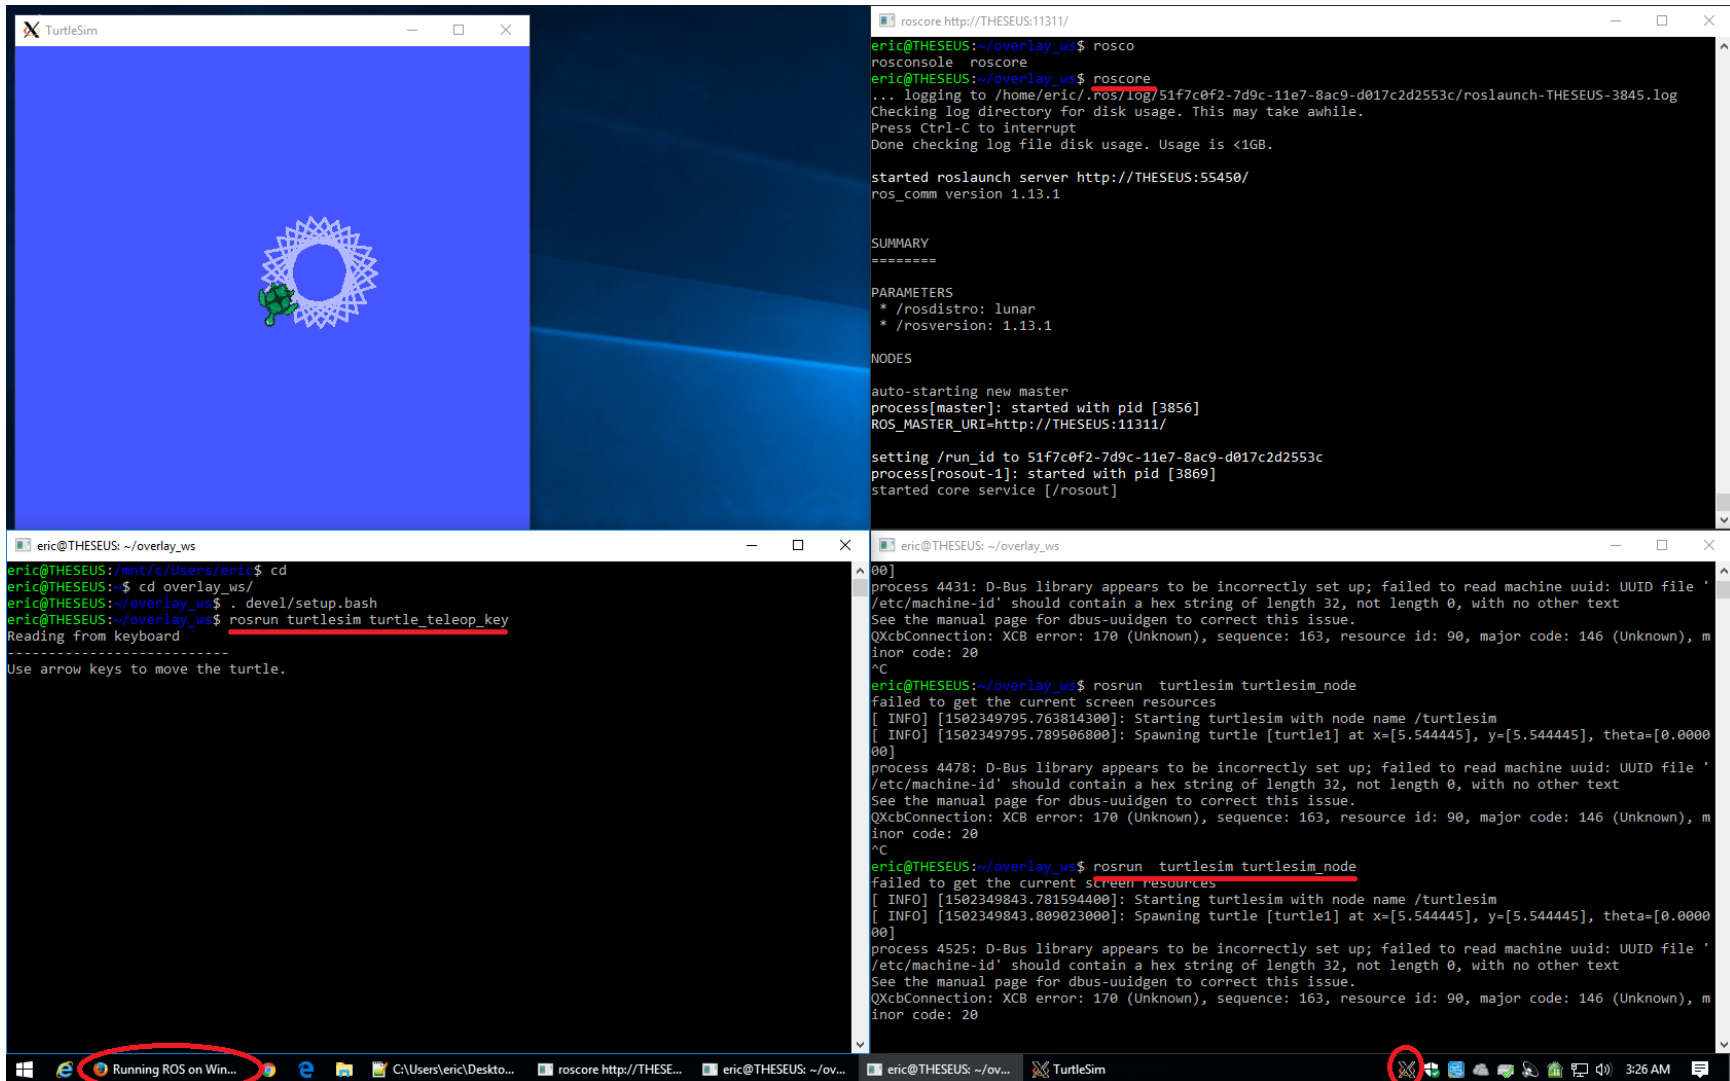 TurtleSim
roscore http://THESEUS:11311/
eric@THESEUS:~/overlay_ws$ rosco
rosconsole  roscore
eric@THESEUS:~/overlay_ws$ roscore
... logging to /home/eric/.ros/log/51f7c0f2-7d9c-11e7-8ac9-d017c2d2553c/roslaunch-THESEUS-3845.log
Checking log directory for disk usage. This may take awhile.
Press Ctrl-C to interrupt
Done checking log file disk usage. Usage is <1GB.
started roslaunch server http://THESEUS:55450/
ros_comm version 1.13.1
SUMMARY
========
PARAMETERS
 * /rosdistro: lunar
 * /rosversion: 1.13.1
NODES
auto-starting new master
process[master]: started with pid [3856]
ROS_MASTER_URI=http://THESEUS:11311/
setting /run_id to 51f7c0f2-7d9c-11e7-8ac9-d017c2d2553c
process[rosout-1]: started with pid [3869]
started core service [/rosout]
eric@THESEUS: ~/overlay_ws
eric@THESEUS:/mnt/c/Users/eric$ cd
eric@THESEUS:~$ cd overlay_ws/
eric@THESEUS:~/overlay_ws$ . devel/setup.bash
eric@THESEUS:~/overlay_ws$ rosrun turtlesim turtle_teleop_key
Reading from keyboard
---------------------------
Use arrow keys to move the turtle.
eric@THESEUS: ~/overlay_ws
00]
process 4431: D-Bus library appears to be incorrectly set up; failed to read machine uuid: UUID file '
/etc/machine-id' should contain a hex string of length 32, not length 0, with no other text
See the manual page for dbus-uuidgen to correct this issue.
QXcbConnection: XCB error: 170 (Unknown), sequence: 163, resource id: 90, major code: 146 (Unknown), m
inor code: 20
^C
eric@THESEUS:~/overlay_ws$ rosrun  turtlesim turtlesim_node
failed to get the current screen resources
[ INFO] [1502349795.763814300]: Starting turtlesim with node name /turtlesim
[ INFO] [1502349795.789506800]: Spawning turtle [turtle1] at x=[5.544445], y=[5.544445], theta=[0.0000
00]
process 4478: D-Bus library appears to be incorrectly set up; failed to read machine uuid: UUID file '
/etc/machine-id' should contain a hex string of length 32, not length 0, with no other text
See the manual page for dbus-uuidgen to correct this issue.
QXcbConnection: XCB error: 170 (Unknown), sequence: 163, resource id: 90, major code: 146 (Unknown), m
inor code: 20
^C
eric@THESEUS:~/overlay_ws$ rosrun  turtlesim turtlesim_node
failed to get the current screen resources
[ INFO] [1502349843.781594400]: Starting turtlesim with node name /turtlesim
[ INFO] [1502349843.809023000]: Spawning turtle [turtle1] at x=[5.544445], y=[5.544445], theta=[0.0000
00]
process 4525: D-Bus library appears to be incorrectly set up; failed to read machine uuid: UUID file '
/etc/machine-id' should contain a hex string of length 32, not length 0, with no other text
See the manual page for dbus-uuidgen to correct this issue.
QXcbConnection: XCB error: 170 (Unknown), sequence: 163, resource id: 90, major code: 146 (Unknown), m
inor code: 20
Running ROS on Win... C:\Users\eric\Deskto... roscore http://THESE... eric@THESEUS: ~/ov... eric@THESEUS: ~/ov... TurtleSim 3:26 AM